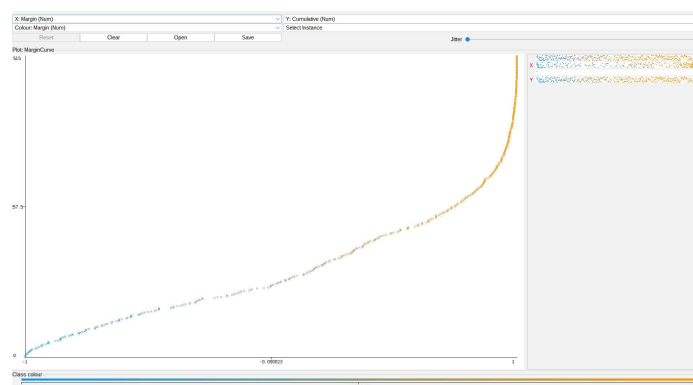 X: Margin (Num)
Y: Cumulative (Num)
Colour: Margin (Num)
Select Instance
Reset
Clear
Open
Save
Jitter
Plot: MarginCurve
X
Y
57.5
0
-1
-0.000023
1
Class colour